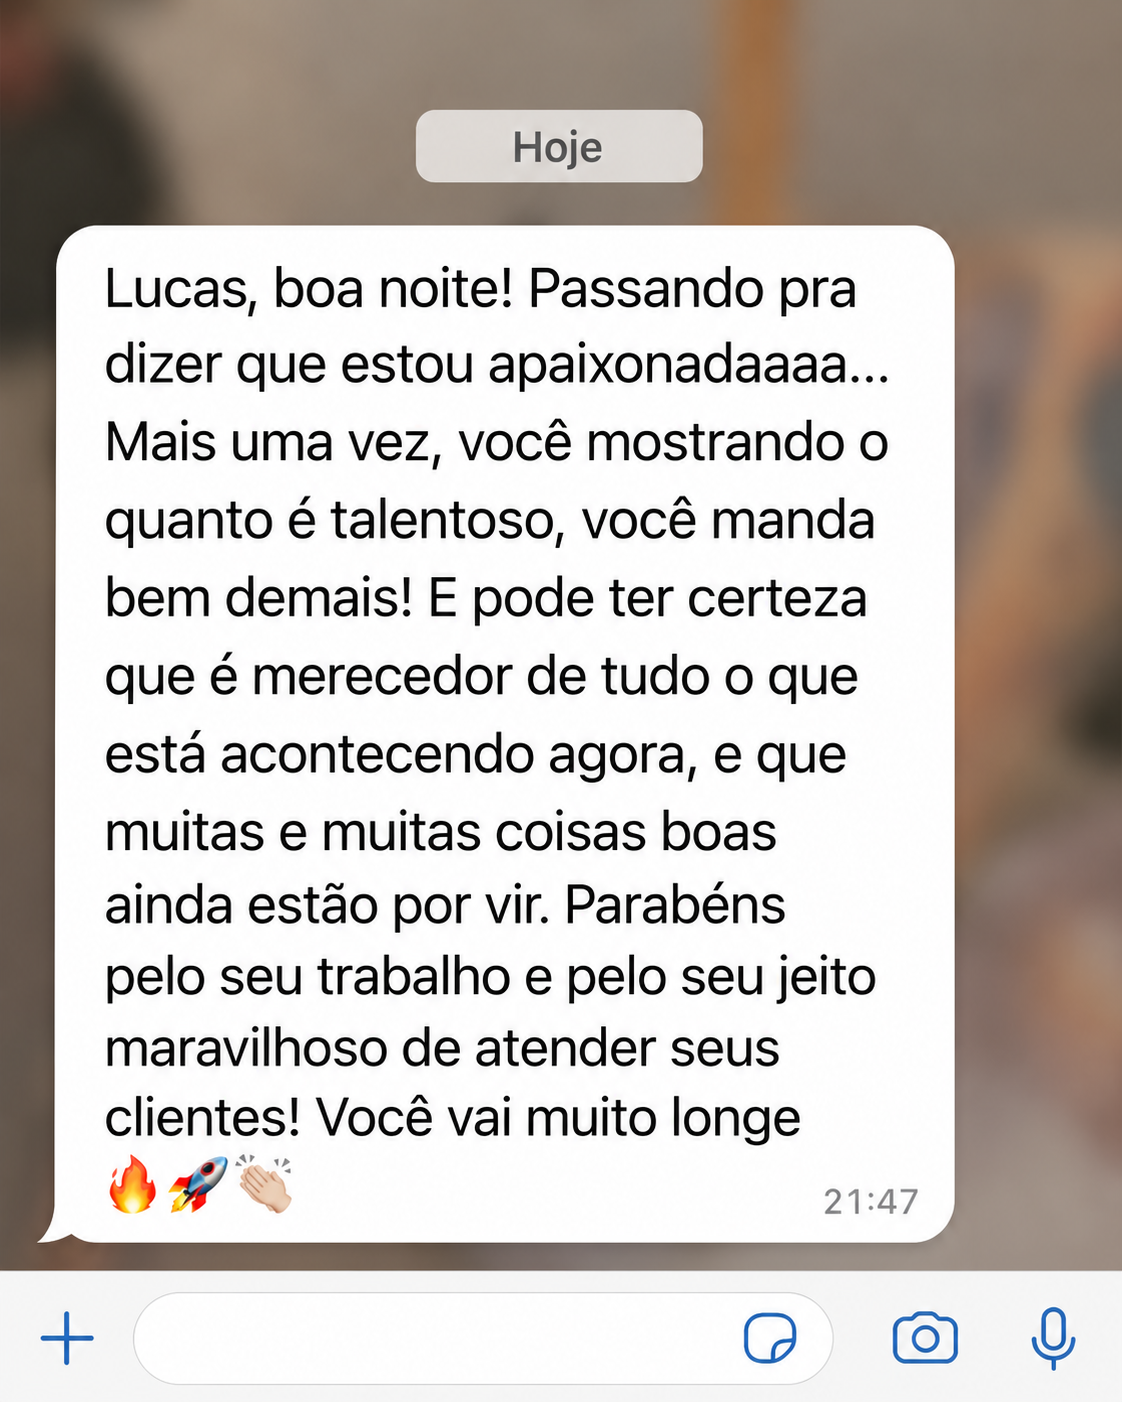 Hoje
Lucas, boa noite! Passando pra
dizer que estou apaixonadaaaa...
Mais uma vez, você mostrando o
quanto é talentoso, você manda
bem demais! E pode ter certeza
que é merecedor de tudo o que
está acontecendo agora, e que
muitas e muitas coisas boas
ainda estão por vir. Parabéns
pelo seu trabalho e pelo seu jeito
maravilhoso de atender seus
clientes! Você vai muito longe
🔥🚀👏🏻
21:47